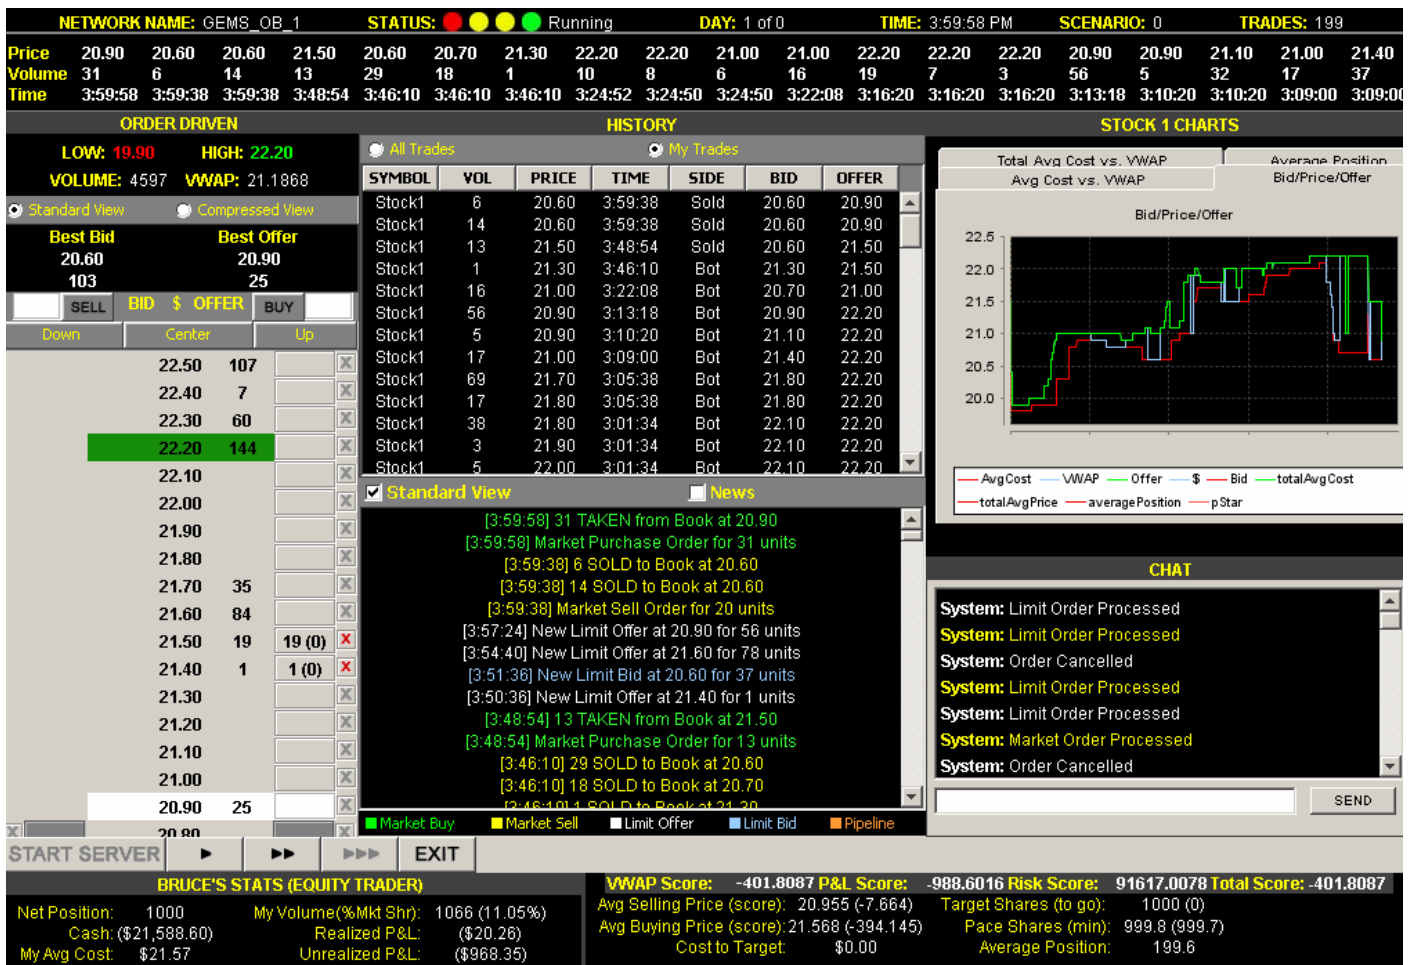 NETWORK NAME: GEMS_OB_1 STATUS: Running DAY: 1 of 0 TIME: 3:59:58 PM SCENARIO: 0 TRADES: 199
Price 20.90 20.60 20.60 21.50 20.60 20.70 21.30 22.20 22.20 21.00 21.00 22.20 22.20 22.20 20.90 20.90 21.10 21.00 21.40
Volume 31 6 14 13 29 18 1 10 8 6 16 19 7 3 56 5 32 17 37
Time 3:59:58 3:59:38 3:59:38 3:48:54 3:46:10 3:46:10 3:46:10 3:24:52 3:24:50 3:24:50 3:22:08 3:16:20 3:16:20 3:16:20 3:13:18 3:10:20 3:10:20 3:09:00 3:09:00
ORDER DRIVEN
LOW: 19.90 HIGH: 22.20
VOLUME: 4597 VWAP: 21.1868
Standard View Compressed View
Best Bid Best Offer
20.60 20.90
103 25
SELL BID $ OFFER BUY
Down Center Up
22.50 107 X
22.40 7 X
22.30 60 X
22.20 144 X
22.10 X
22.00 X
21.90 X
21.80 X
21.70 35 X
21.60 84 X
21.50 19 19 (0) X
21.40 1 1 (0) X
21.30 X
21.20 X
21.10 X
21.00 X
20.90 25 X
X 20.80 X
HISTORY
All Trades My Trades
SYMBOL VOL PRICE TIME SIDE BID OFFER
Stock1 6 20.60 3:59:38 Sold 20.60 20.90
Stock1 14 20.60 3:59:38 Sold 20.60 20.90
Stock1 13 21.50 3:48:54 Sold 20.60 21.50
Stock1 1 21.30 3:46:10 Bot 21.30 21.50
Stock1 16 21.00 3:22:08 Bot 20.70 21.00
Stock1 56 20.90 3:13:18 Bot 20.90 22.20
Stock1 5 20.90 3:10:20 Bot 21.10 22.20
Stock1 17 21.00 3:09:00 Bot 21.40 22.20
Stock1 69 21.70 3:05:38 Bot 21.80 22.20
Stock1 17 21.80 3:05:38 Bot 21.80 22.20
Stock1 38 21.80 3:01:34 Bot 22.10 22.20
Stock1 3 21.90 3:01:34 Bot 22.10 22.20
Stock1 5 22.00 3:01:34 Bot 22.10 22.20
Standard View News
[3:59:58] 31 TAKEN from Book at 20.90
[3:59:58] Market Purchase Order for 31 units
[3:59:38] 6 SOLD to Book at 20.60
[3:59:38] 14 SOLD to Book at 20.60
[3:59:38] Market Sell Order for 20 units
[3:57:24] New Limit Offer at 20.90 for 56 units
[3:54:40] New Limit Offer at 21.60 for 78 units
[3:51:36] New Limit Bid at 20.60 for 37 units
[3:50:36] New Limit Offer at 21.40 for 1 units
[3:48:54] 13 TAKEN from Book at 21.50
[3:48:54] Market Purchase Order for 13 units
[3:46:10] 29 SOLD to Book at 20.60
[3:46:10] 18 SOLD to Book at 20.70
[3:46:10] 1 SOLD to Book at 21.30
Market Buy Market Sell Limit Offer Limit Bid Pipeline
STOCK 1 CHARTS
Total Avg Cost vs. VWAP Average Position
Avg Cost vs. VWAP Bid/Price/Offer
Bid/Price/Offer
22.5
22.0
21.5
21.0
20.5
20.0
AvgCost VWAP Offer $ Bid totalAvgCost
totalAvgPrice averagePosition pStar
CHAT
System: Limit Order Processed
System: Limit Order Processed
System: Order Cancelled
System: Limit Order Processed
System: Limit Order Processed
System: Market Order Processed
System: Order Cancelled
SEND
START SERVER EXIT
BRUCE'S STATS (EQUITY TRADER)
Net Position: 1000 My Volume(%Mkt Shr): 1066 (11.05%)
Cash: ($21,588.60) Realized P&L: ($20.26)
My Avg Cost: $21.57 Unrealized P&L: ($968.35)
VWAP Score: -401.8087 P&L Score: -988.6016 Risk Score: 91617.0078 Total Score: -401.8087
Avg Selling Price (score): 20.955 (-7.664) Target Shares (to go): 1000 (0)
Avg Buying Price (score): 21.568 (-394.145) Pace Shares (min): 999.8 (999.7)
Cost to Target: $0.00 Average Position: 199.6